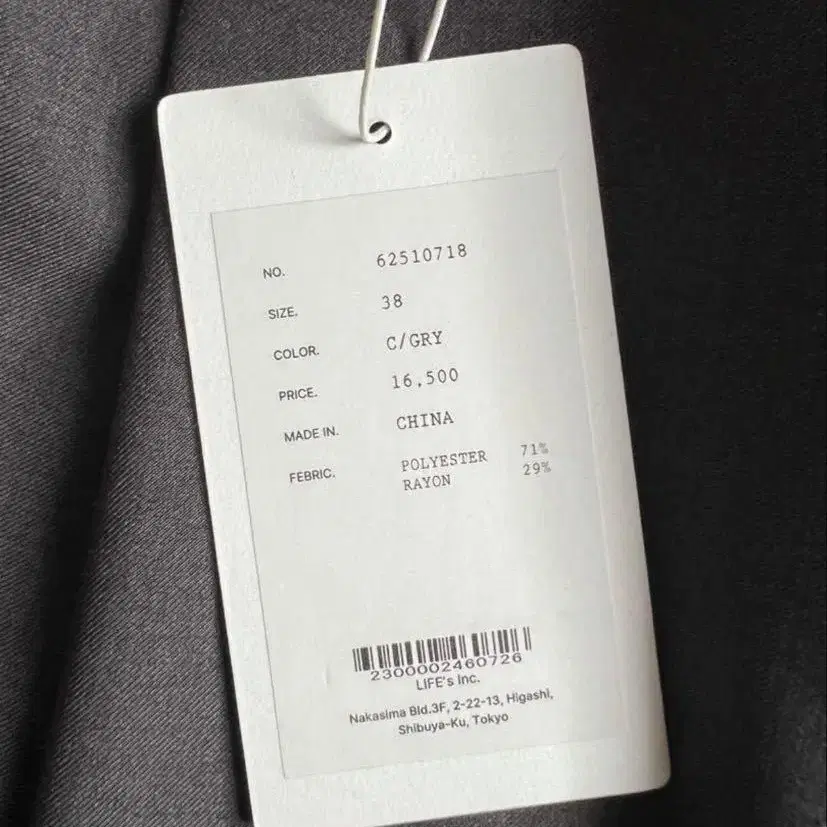 NO. 62510718
SIZE. 38
COLOR. C/GRY
PRICE. 16,500
MADE IN. CHINA
FEBRIC. POLYESTER 71%
RAYON 29%
2300002460726
LIFE's Inc.
Nakasima Bld.3F, 2-22-13, Higashi,
Shibuya-Ku, Tokyo